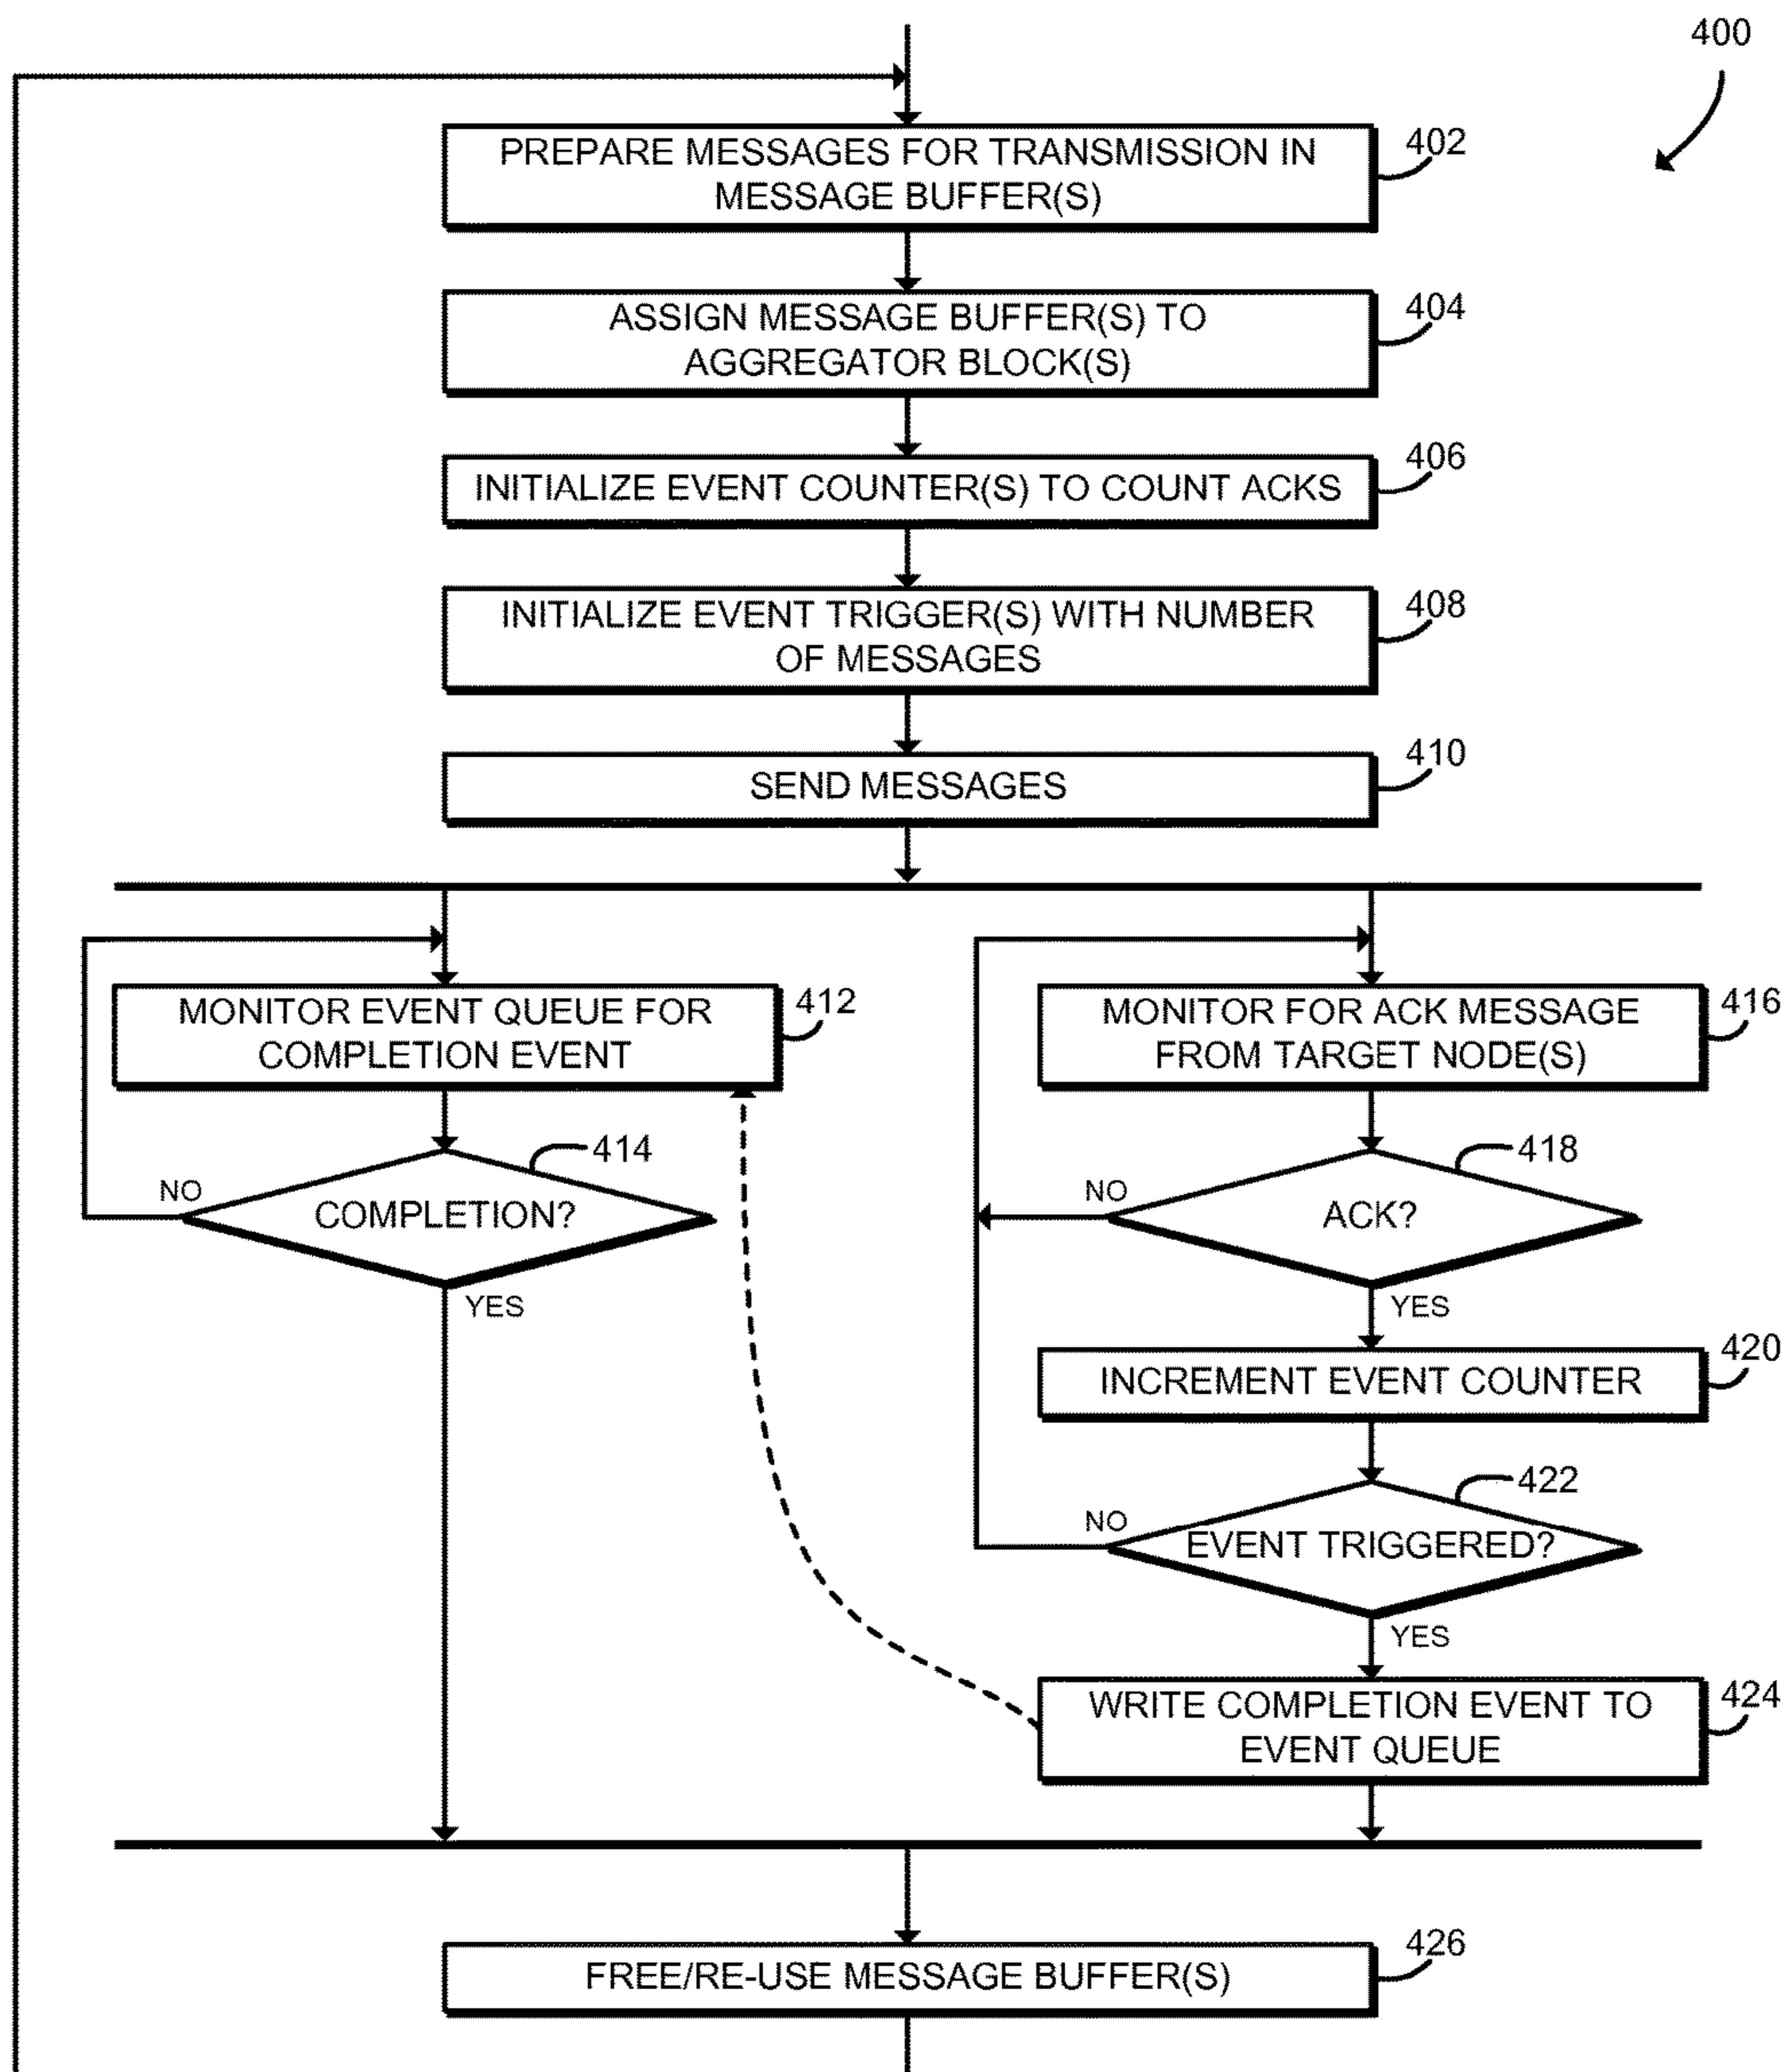 400
PREPARE MESSAGES FOR TRANSMISSION IN
MESSAGE BUFFER(S)
402
ASSIGN MESSAGE BUFFER(S) TO
AGGREGATOR BLOCK(S)
404
INITIALIZE EVENT COUNTER(S) TO COUNT ACKS
406
INITIALIZE EVENT TRIGGER(S) WITH NUMBER
OF MESSAGES
408
SEND MESSAGES
410
MONITOR EVENT QUEUE FOR
COMPLETION EVENT
412
COMPLETION?
414
NO
YES
MONITOR FOR ACK MESSAGE
FROM TARGET NODE(S)
416
ACK?
418
NO
YES
INCREMENT EVENT COUNTER
420
EVENT TRIGGERED?
422
NO
YES
WRITE COMPLETION EVENT TO
EVENT QUEUE
424
FREE/RE-USE MESSAGE BUFFER(S)
426